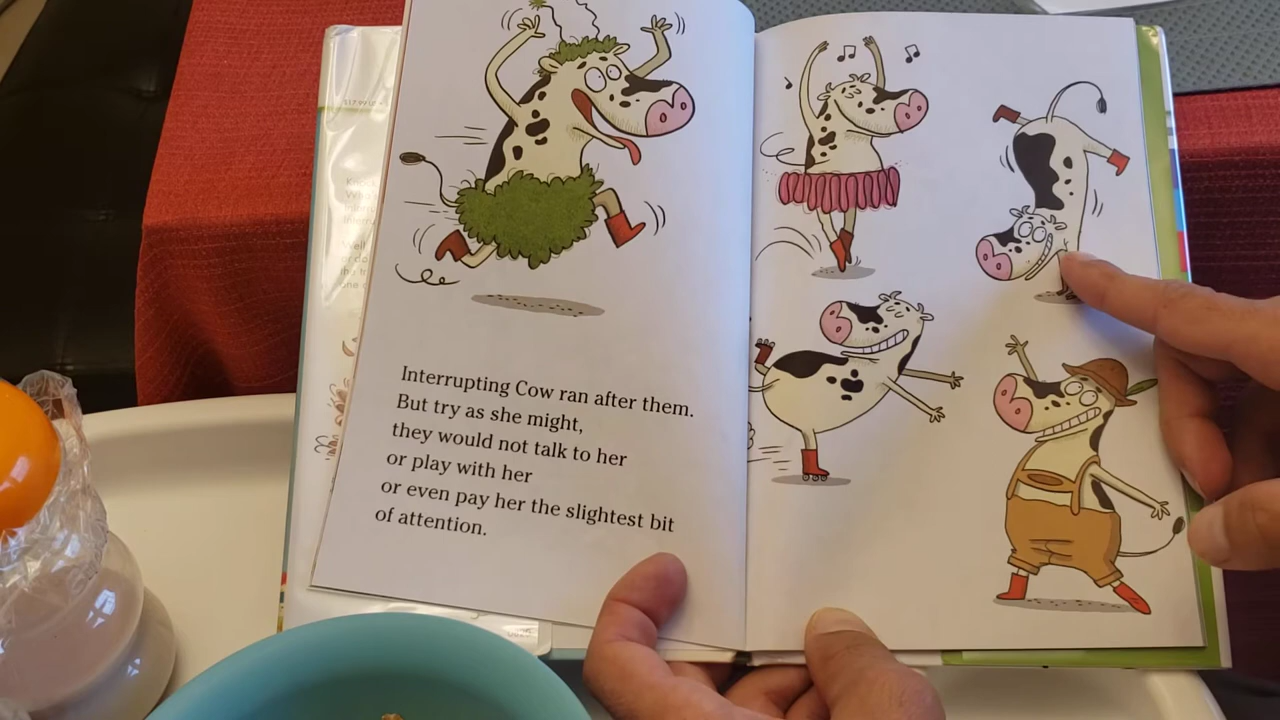 Interrupting Cow ran after them.
But try as she might,
they would not talk to her
or play with her
or even pay her the slightest bit
of attention.